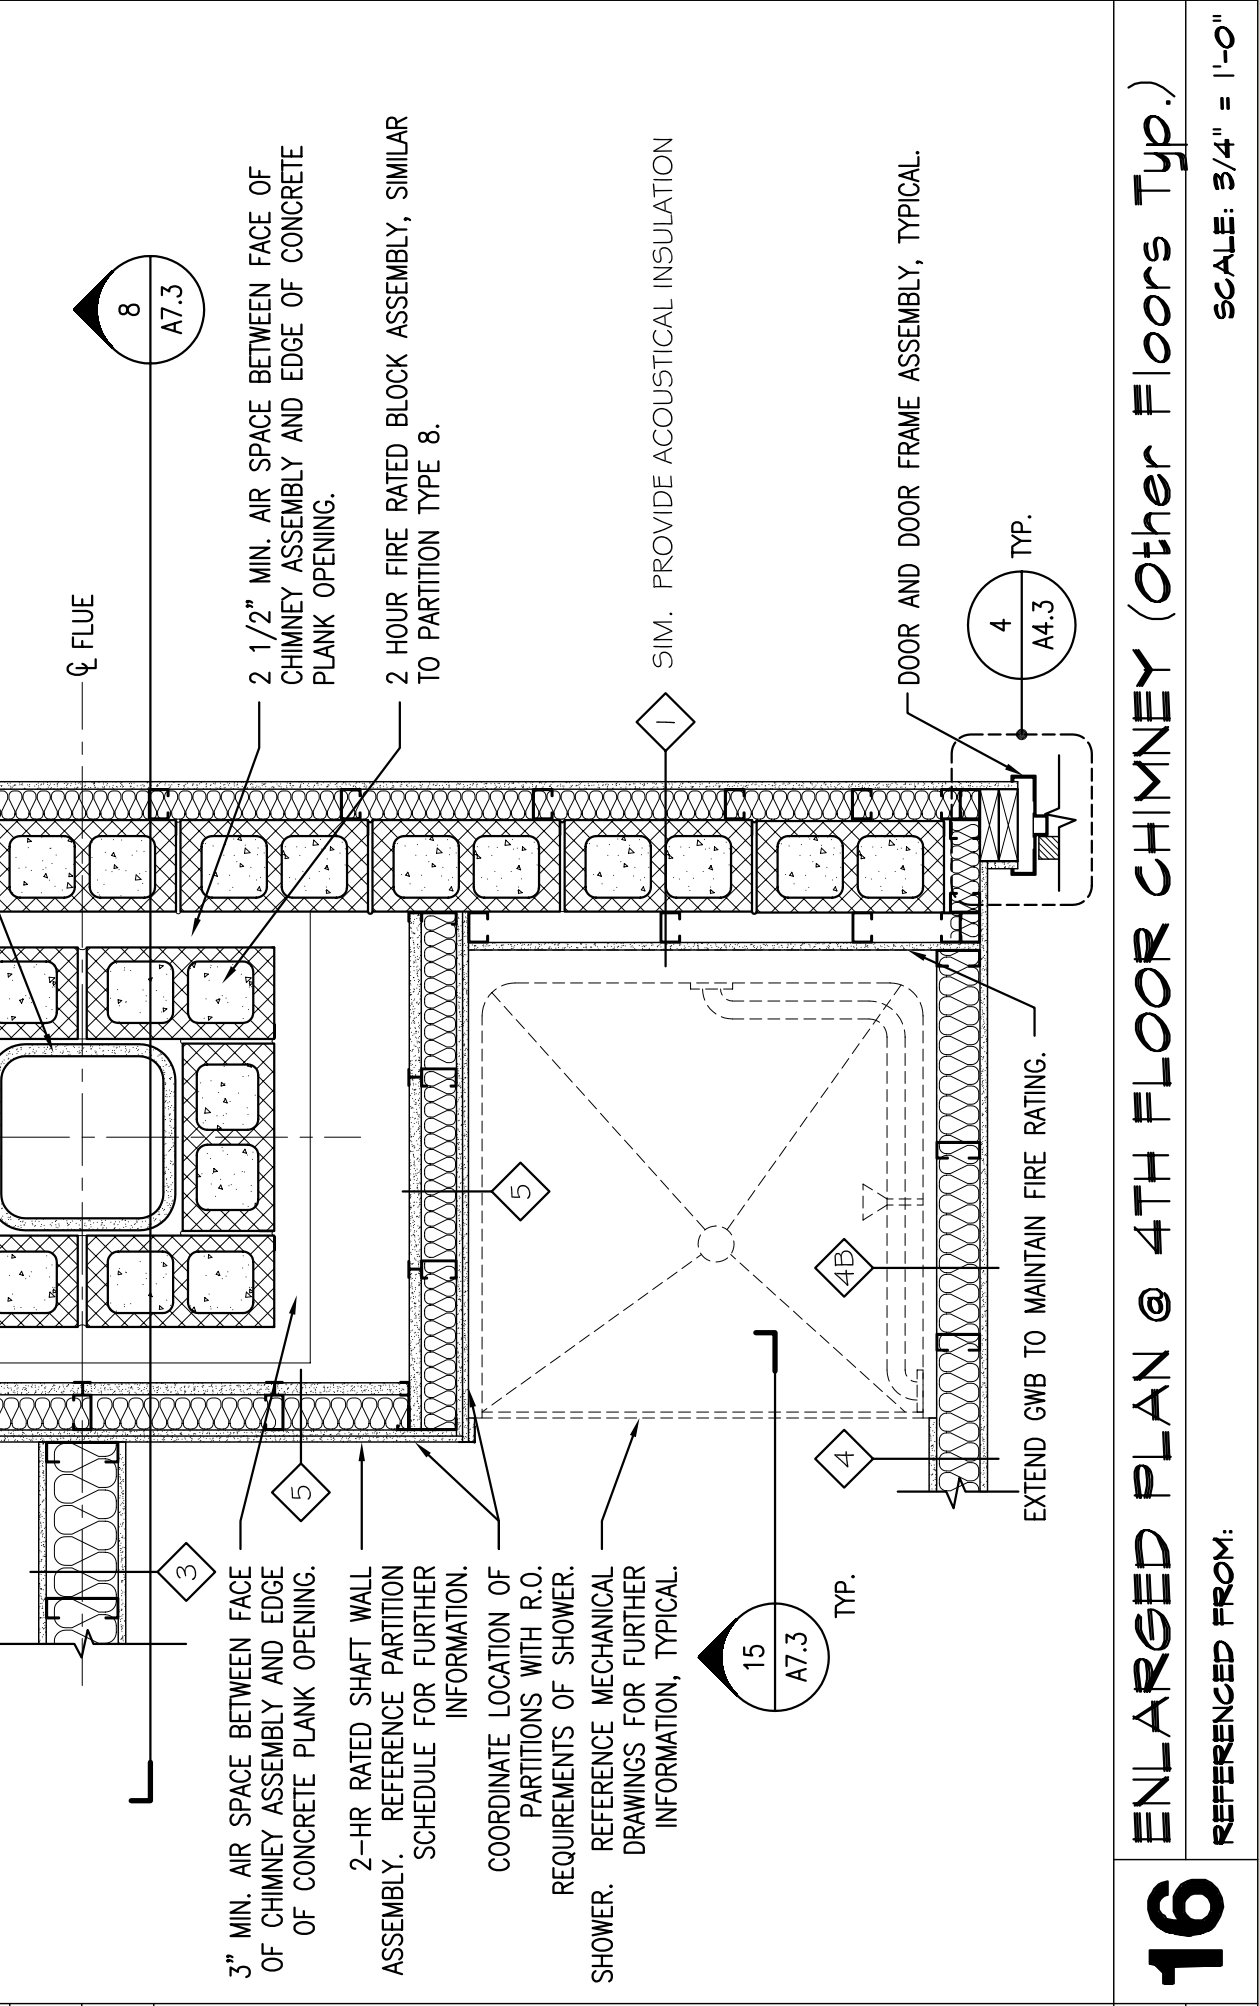 ℄ FLUE
8
A7.3
2 1/2" MIN. AIR SPACE BETWEEN FACE OF
CHIMNEY ASSEMBLY AND EDGE OF CONCRETE
PLANK OPENING.
2 HOUR FIRE RATED BLOCK ASSEMBLY, SIMILAR
TO PARTITION TYPE 8.
1
SIM. PROVIDE ACOUSTICAL INSULATION
DOOR AND DOOR FRAME ASSEMBLY, TYPICAL.
4
A4.3
TYP.
3
5
5
4B
4
3" MIN. AIR SPACE BETWEEN FACE
OF CHIMNEY ASSEMBLY AND EDGE
OF CONCRETE PLANK OPENING.
2-HR RATED SHAFT WALL
ASSEMBLY. REFERENCE PARTITION
SCHEDULE FOR FURTHER
INFORMATION.
COORDINATE LOCATION OF
PARTITIONS WITH R.O.
REQUIREMENTS OF SHOWER.
SHOWER. REFERENCE MECHANICAL
DRAWINGS FOR FURTHER
INFORMATION, TYPICAL.
15
A7.3
TYP.
EXTEND GWB TO MAINTAIN FIRE RATING.
16
ENLARGED PLAN @ 4TH FLOOR CHIMNEY (Other Floors Typ.)
REFERENCED FROM:
SCALE: 3/4" = 1'-0"